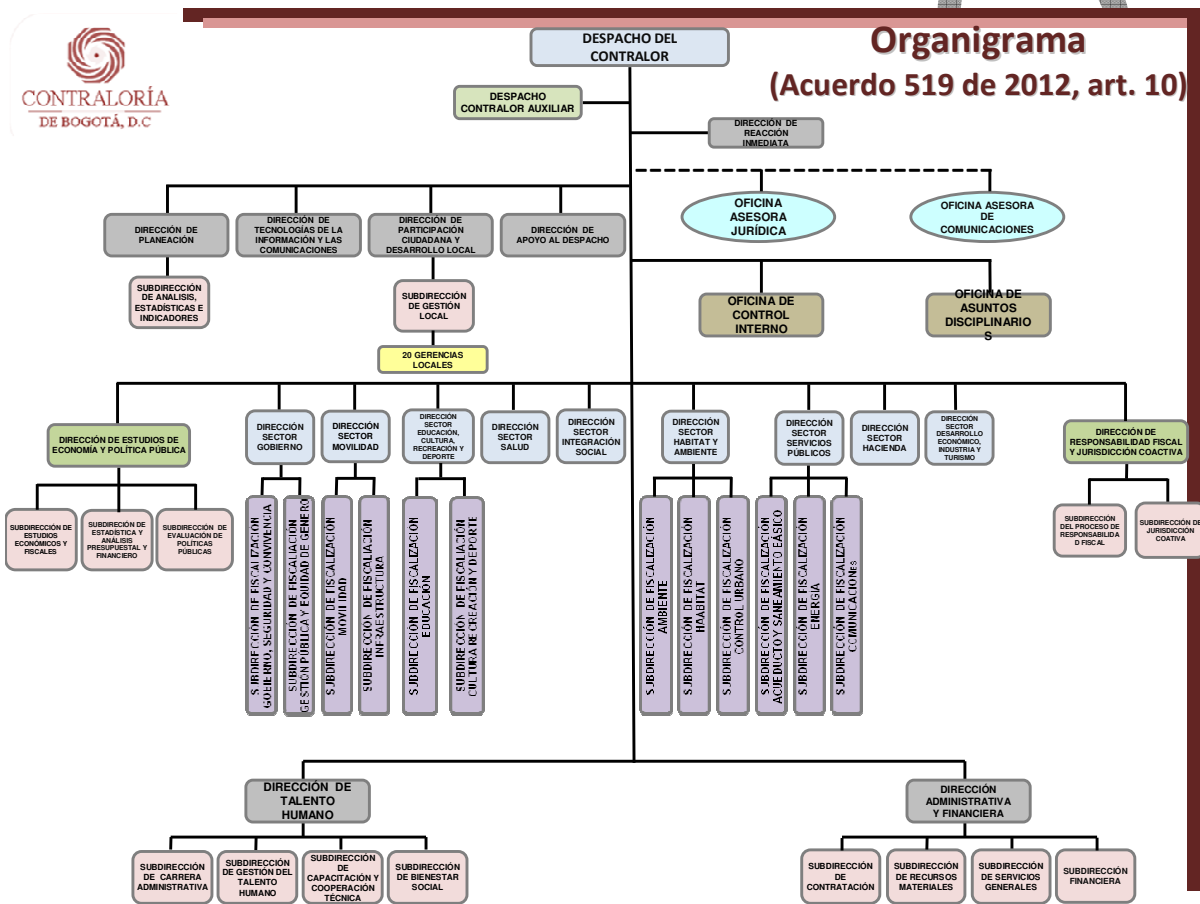 CONTRALORÍA
DE BOGOTÁ, D.C
Organigrama
(Acuerdo 519 de 2012, art. 10)
DESPACHO DEL
CONTRALOR
DESPACHO
CONTRALOR AUXILIAR
DIRECCIÓN DE
REACCIÓN
INMEDIATA
DIRECCIÓN DE
PLANEACIÓN
DIRECCIÓN DE
TECNOLOGÍAS DE LA
INFORMACIÓN Y LAS
COMUNICACIONES
DIRECCIÓN DE
PARTICIPACIÓN
CIUDADANA Y
DESARROLLO LOCAL
DIRECCIÓN DE
APOYO AL DESPACHO
OFICINA
ASESORA
JURÍDICA
OFICINA ASESORA
DE
COMUNICACIONES
SUBDIRECCIÓN
DE ANALISIS,
ESTADÍSTICAS E
INDICADORES
SUBDIRECCIÓN
DE GESTIÓN
LOCAL
20 GERENCIAS
LOCALES
OFICINA DE
CONTROL
INTERNO
OFICINA DE
ASUNTOS
DISCIPLINARIO
S
DIRECCIÓN DE ESTUDIOS DE
ECONOMÍA Y POLÍTICA PÚBLICA
DIRECCIÓN
SECTOR
GOBIERNO
DIRECCIÓN
SECTOR
MOVILIDAD
DIRECCIÓN
SECTOR
EDUCACIÓN,
CULTURA,
RECREACIÓN Y
DEPORTE
DIRECCIÓN
SECTOR
SALUD
DIRECCIÓN
SECTOR
INTEGRACIÓN
SOCIAL
DIRECCIÓN
SECTOR
HABITAT Y
AMBIENTE
DIRECCIÓN
SECTOR
SERVICIOS
PÚBLICOS
DIRECCIÓN
SECTOR
HACIENDA
DIRECCIÓN
SECTOR
DESARROLLO
ECONÓMICO,
INDUSTRIA Y
TURISMO
DIRECCIÓN DE
RESPONSABILIDAD FISCAL
Y JURISDICCIÓN COACTIVA
SUBDIRECCIÓN DE
ESTUDIOS
ECONÓMICOS Y
FISCALES
SUBDIREICÓN DE
ESTADÍSTICA Y
ANÁLISIS
PRESUPUESTAL Y
FINANCIERO
SUBDIRECCIÓN DE
EVALUACIÓN DE
POLÍTICAS
PÚBLICAS
SUBDIRECCIÓN DE FISCALIZACIÓN
GOBIERNO, SEGURIDAD Y CONVIVENCIA
SUBDIRECCIÓN DE FISCALIACIÓN
GESTIÓN PÚBLICA Y EQUIDAD DE GENERO
SUBDIRECCIÓN DE FISCALIZACIÓN
MOVILIDAD
SUBDIRECCIÓN DE FISCALIACIÓN
INFRAESTRUCTURA
SUBDIRECCIÓN DE FISCALIZACIÓN
EDUCACIÓN
SUBDIRECCIÓN DE FISCALIACIÓN
CULTURA RECREACIÓN Y DEPORTE
SUBDIRECCIÓN DE FISCALIZACIÓN
AMBIENTE
SUBDIRECCIÓN DE FISCALIZACIÓN
HAABITAT
SUBDIRECCIÓN DE FISCALIZACIÓN
CONTROL URBANO
SUBDIRECCIÓN DE FISCALIZACIÓN
ACUEDUCTO Y SANEAMIENTO BÁSICO
SUBDIRECCIÓN DE FISCALIZACIÓN
ENERGÍA
SUBDIRECCIÓN DE FISCALIZACIÓN
COMUNICACIONEs
SUBDIRECCIÓN
DEL PROCESO DE
RESPONSABILIDA
D FISCAL
SUBDIRECCIÓN DE
JURISDICCIÓN
COATIVA
DIRECCIÓN DE
TALENTO
HUMANO
DIRECCIÓN
ADMINISTRATIVA
Y FINANCIERA
SUBDIRECCIÓN
DE CARRERA
ADMINISTRATIVA
SUBDIRECCIÓN
DE GESTIÓN DEL
TALENTO
HUMANO
SUBDIRECCIÓN
DE
CAPACITACIÓN Y
COOPERACIÓN
TÉCNICA
SUBDIRECCIÓN
DE BIENESTAR
SOCIAL
SUBDIRECCIÓN
DE
CONTRATACIÓN
SUBDIRECCIÓN
DE RECURSOS
MATERIALES
SUBDIRECCIÓN
DE SERVICIOS
GENERALES
SUBDIRECCIÓN
FINANCIERA